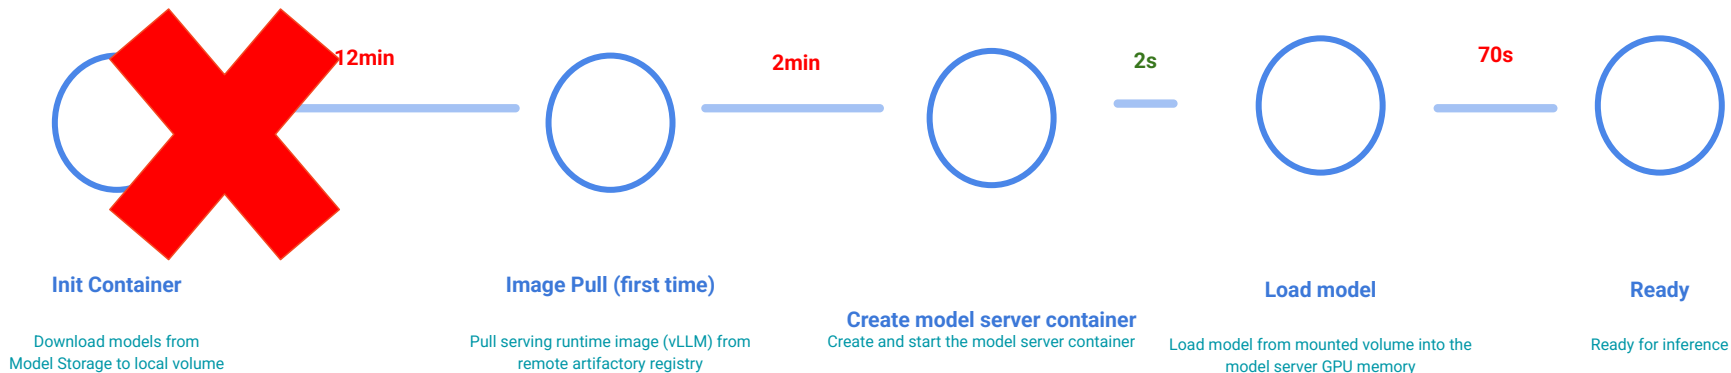 12min
2min
2s
70s
Init Container
Download models from
Model Storage to local volume
Image Pull (first time)
Pull serving runtime image (vLLM) from
remote artifactory registry
Create model server container
Create and start the model server container
Load model
Load model from mounted volume into the
model server GPU memory
Ready
Ready for inference